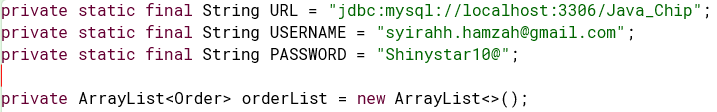 private static final String URL = "jdbc:mysql://localhost:3306/Java_Chip";
private static final String USERNAME = "syirahh.hamzah@gmail.com";
private static final String PASSWORD = "Shinystar10@";
private ArrayList<Order> orderList = new ArrayList<>();